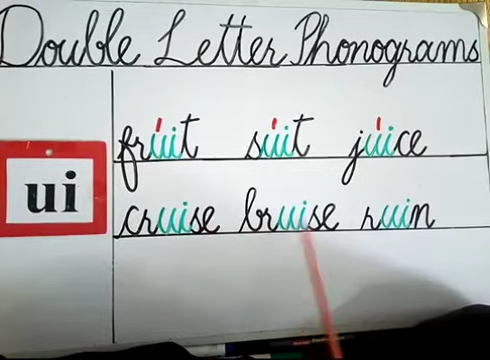 Double Letter Phonograms
fruit suit juice
ui
cruise bruise ruin